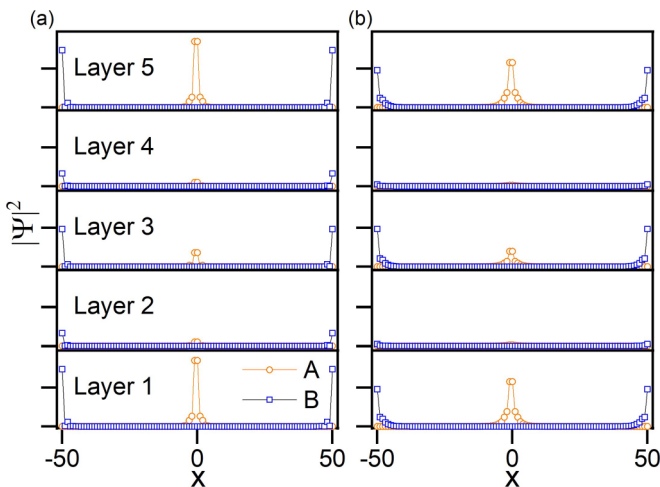 (a)
(b)
Layer 5
Layer 4
Layer 3
Layer 2
Layer 1
|Ψ|²
A
B
-50 0 50
-50 0 50
X
X